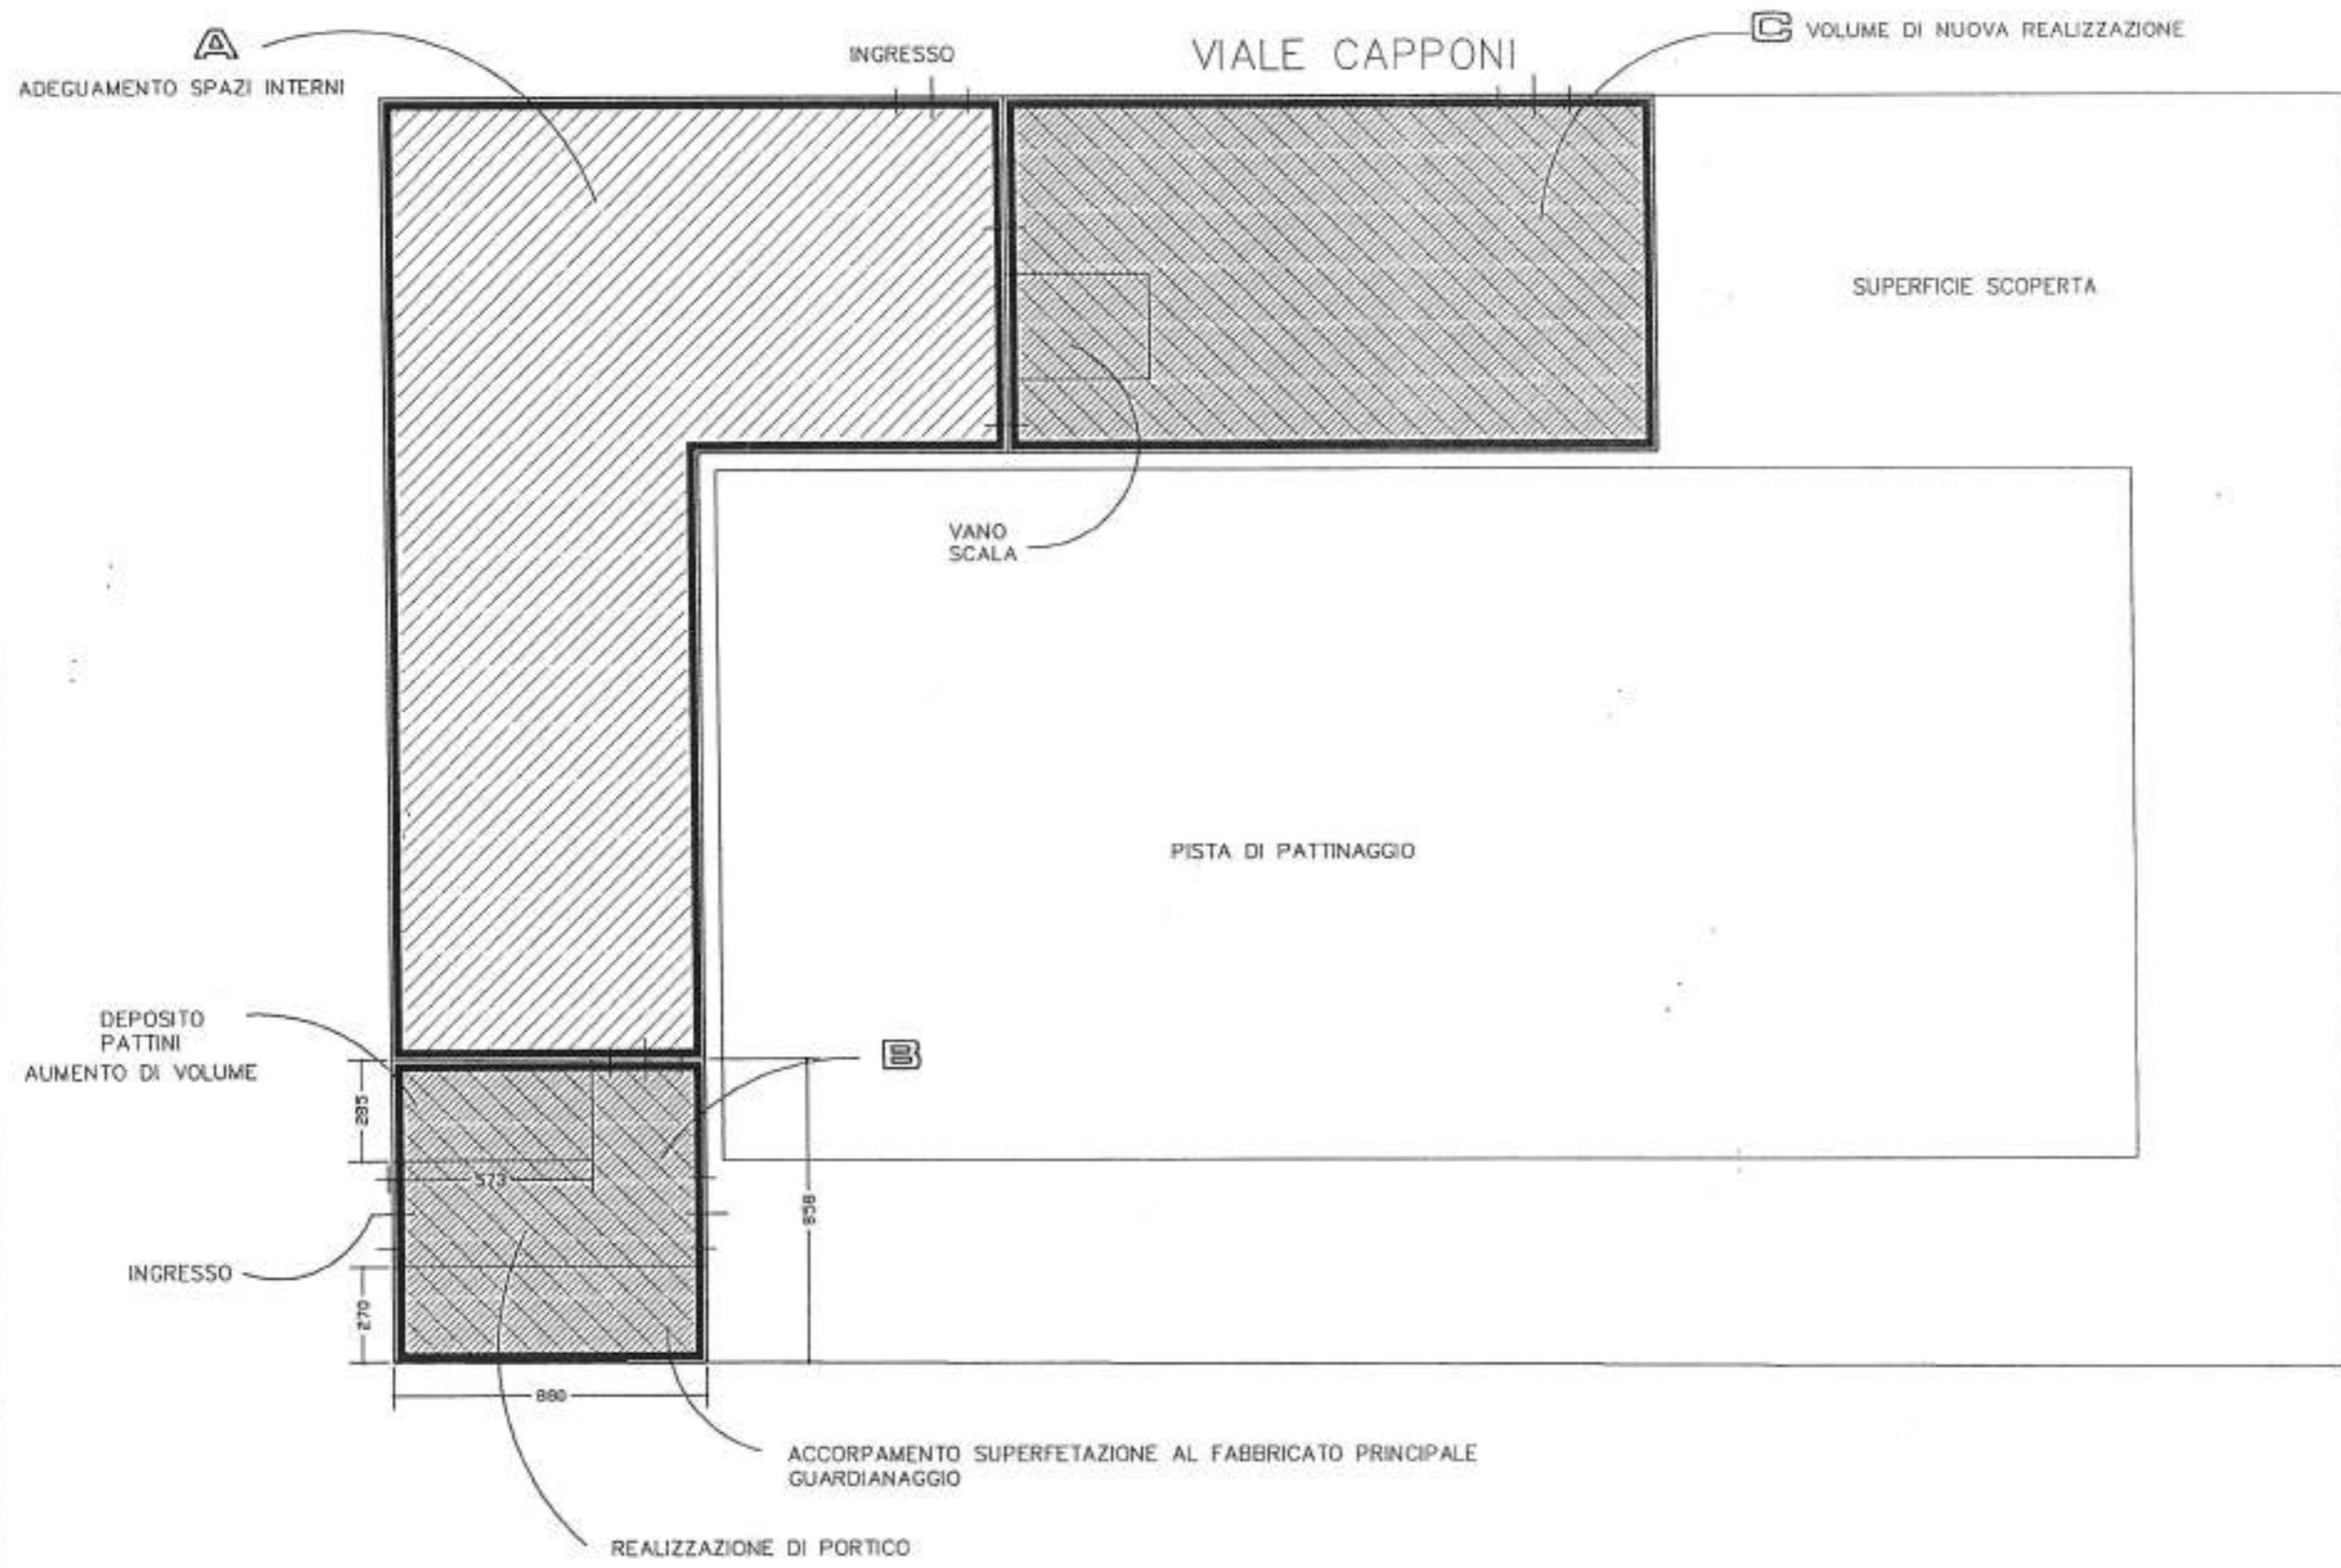 A
ADEGUAMENTO SPAZI INTERNI
INGRESSO
VIALE CAPPONI
C VOLUME DI NUOVA REALIZZAZIONE
SUPERFICIE SCOPERTA
VANO
SCALA
PISTA DI PATTINAGGIO
DEPOSITO
PATTINI
AUMENTO DI VOLUME
B
285
573
858
INGRESSO
270
880
ACCORPAMENTO SUPERFETAZIONE AL FABBRICATO PRINCIPALE
GUARDIANAGGIO
REALIZZAZIONE DI PORTICO